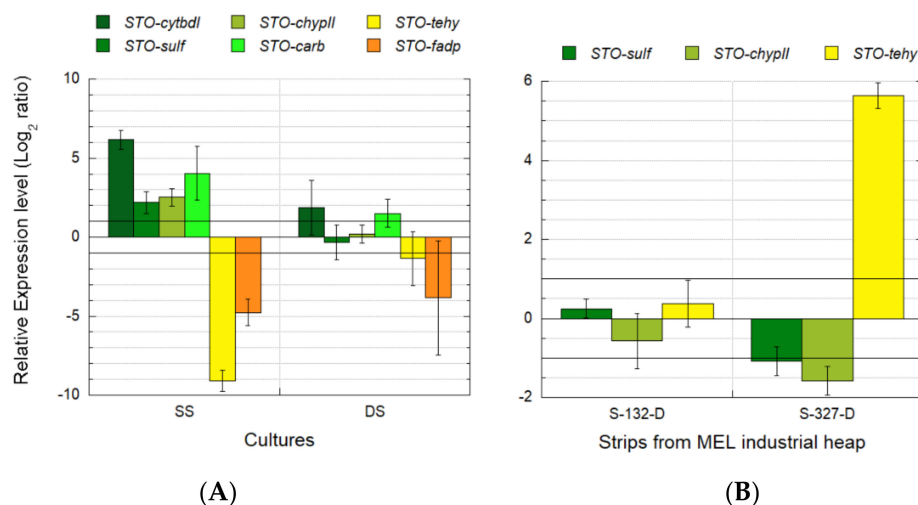 STO-cytbdI STO-chypII STO-tehy
STO-sulf STO-carb STO-fadp
Relative Expression level (Log2 ratio)
10
5
0
-5
-10
SS DS
Cultures
(A)
STO-sulf STO-chypII STO-tehy
6
4
2
0
-2
S-132-D S-327-D
Strips from MEL industrial heap
(B)